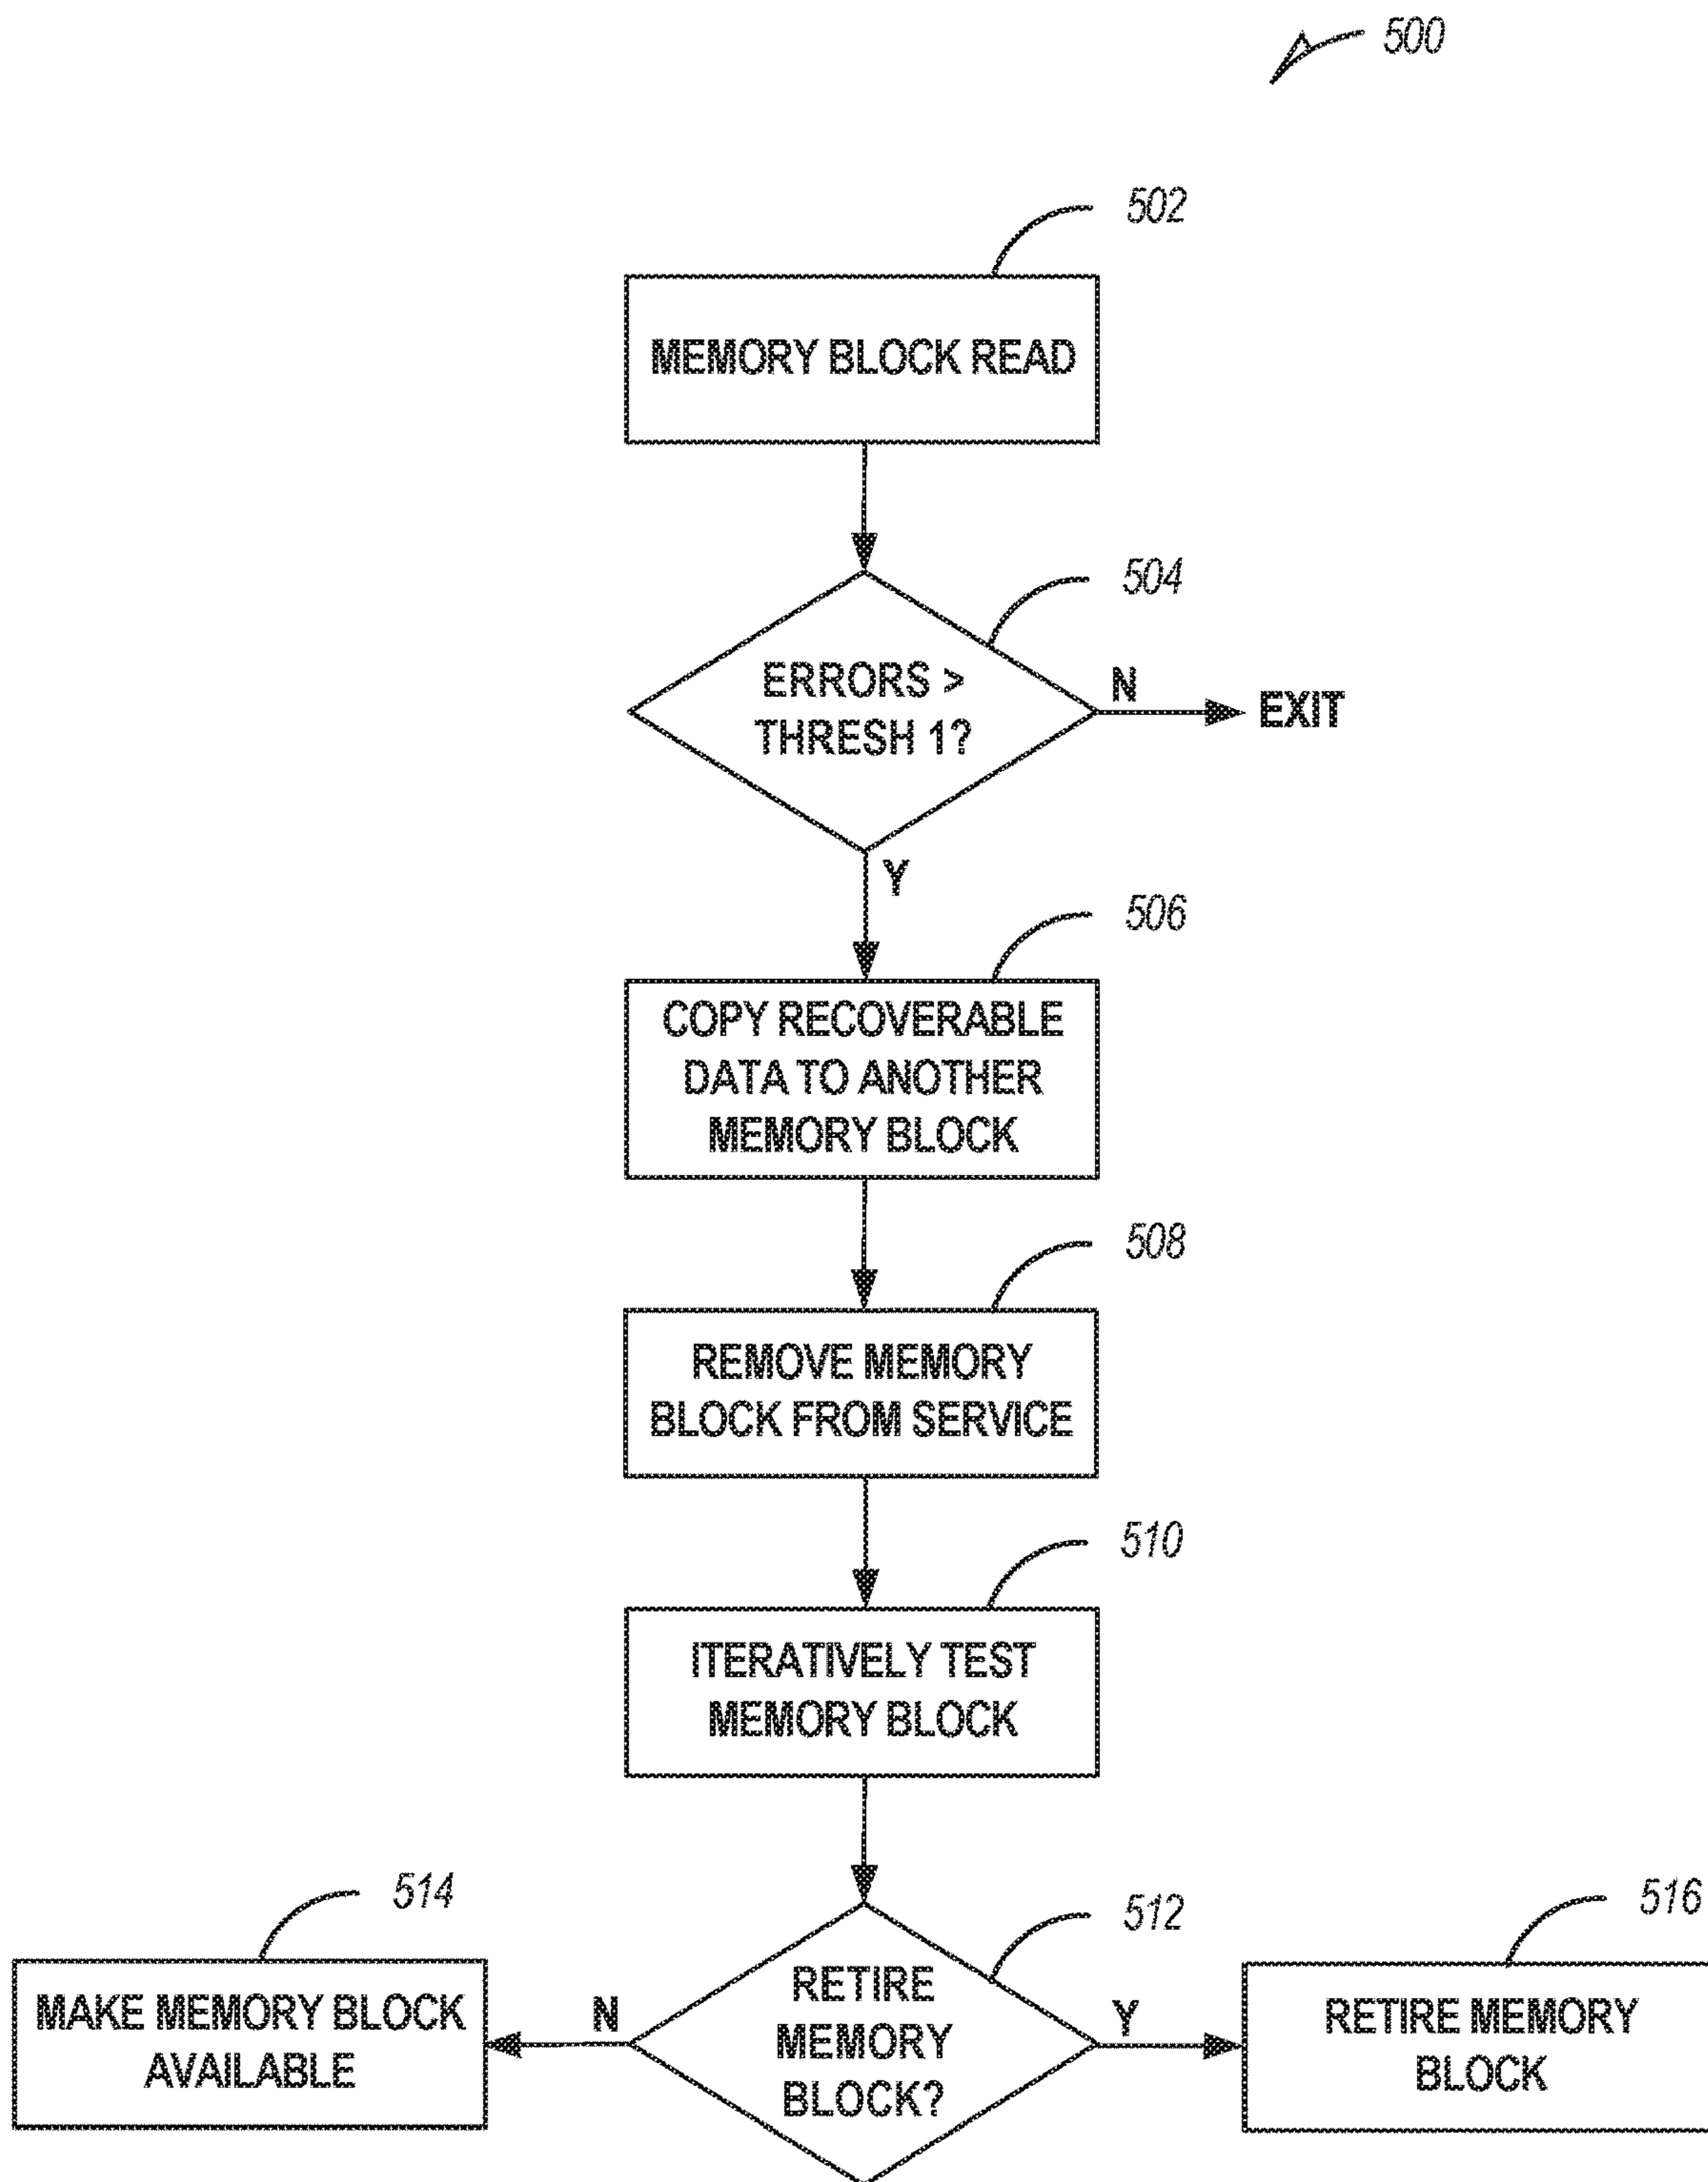 500
502
MEMORY BLOCK READ
504
ERRORS >
THRESH 1?
N
EXIT
Y
506
COPY RECOVERABLE
DATA TO ANOTHER
MEMORY BLOCK
508
REMOVE MEMORY
BLOCK FROM SERVICE
510
ITERATIVELY TEST
MEMORY BLOCK
514
512
516
MAKE MEMORY BLOCK
AVAILABLE
N
RETIRE
MEMORY
BLOCK?
Y
RETIRE MEMORY
BLOCK